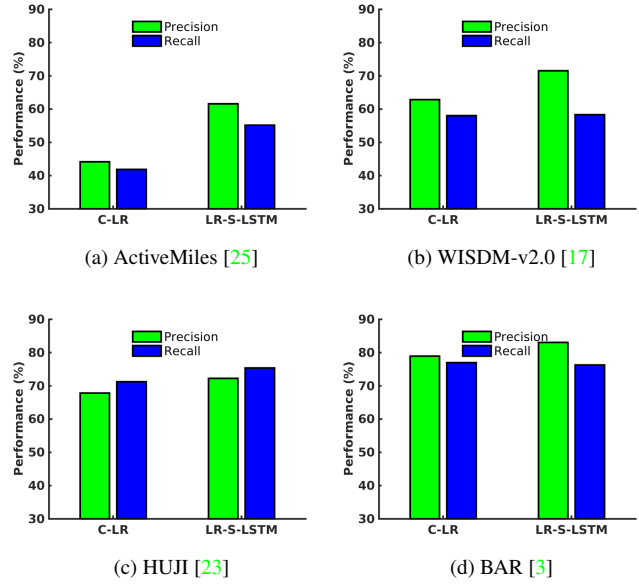 90
80
70
60
50
40
30
Performance (%)
Precision
Recall
C-LR LR-S-LSTM
(a) ActiveMiles [25]
90
80
70
60
50
40
30
Performance (%)
Precision
Recall
C-LR LR-S-LSTM
(b) WISDM-v2.0 [17]
90
80
70
60
50
40
30
Performance (%)
Precision
Recall
C-LR LR-S-LSTM
(c) HUJI [23]
90
80
70
60
50
40
30
Performance (%)
Precision
Recall
C-LR LR-S-LSTM
(d) BAR [3]